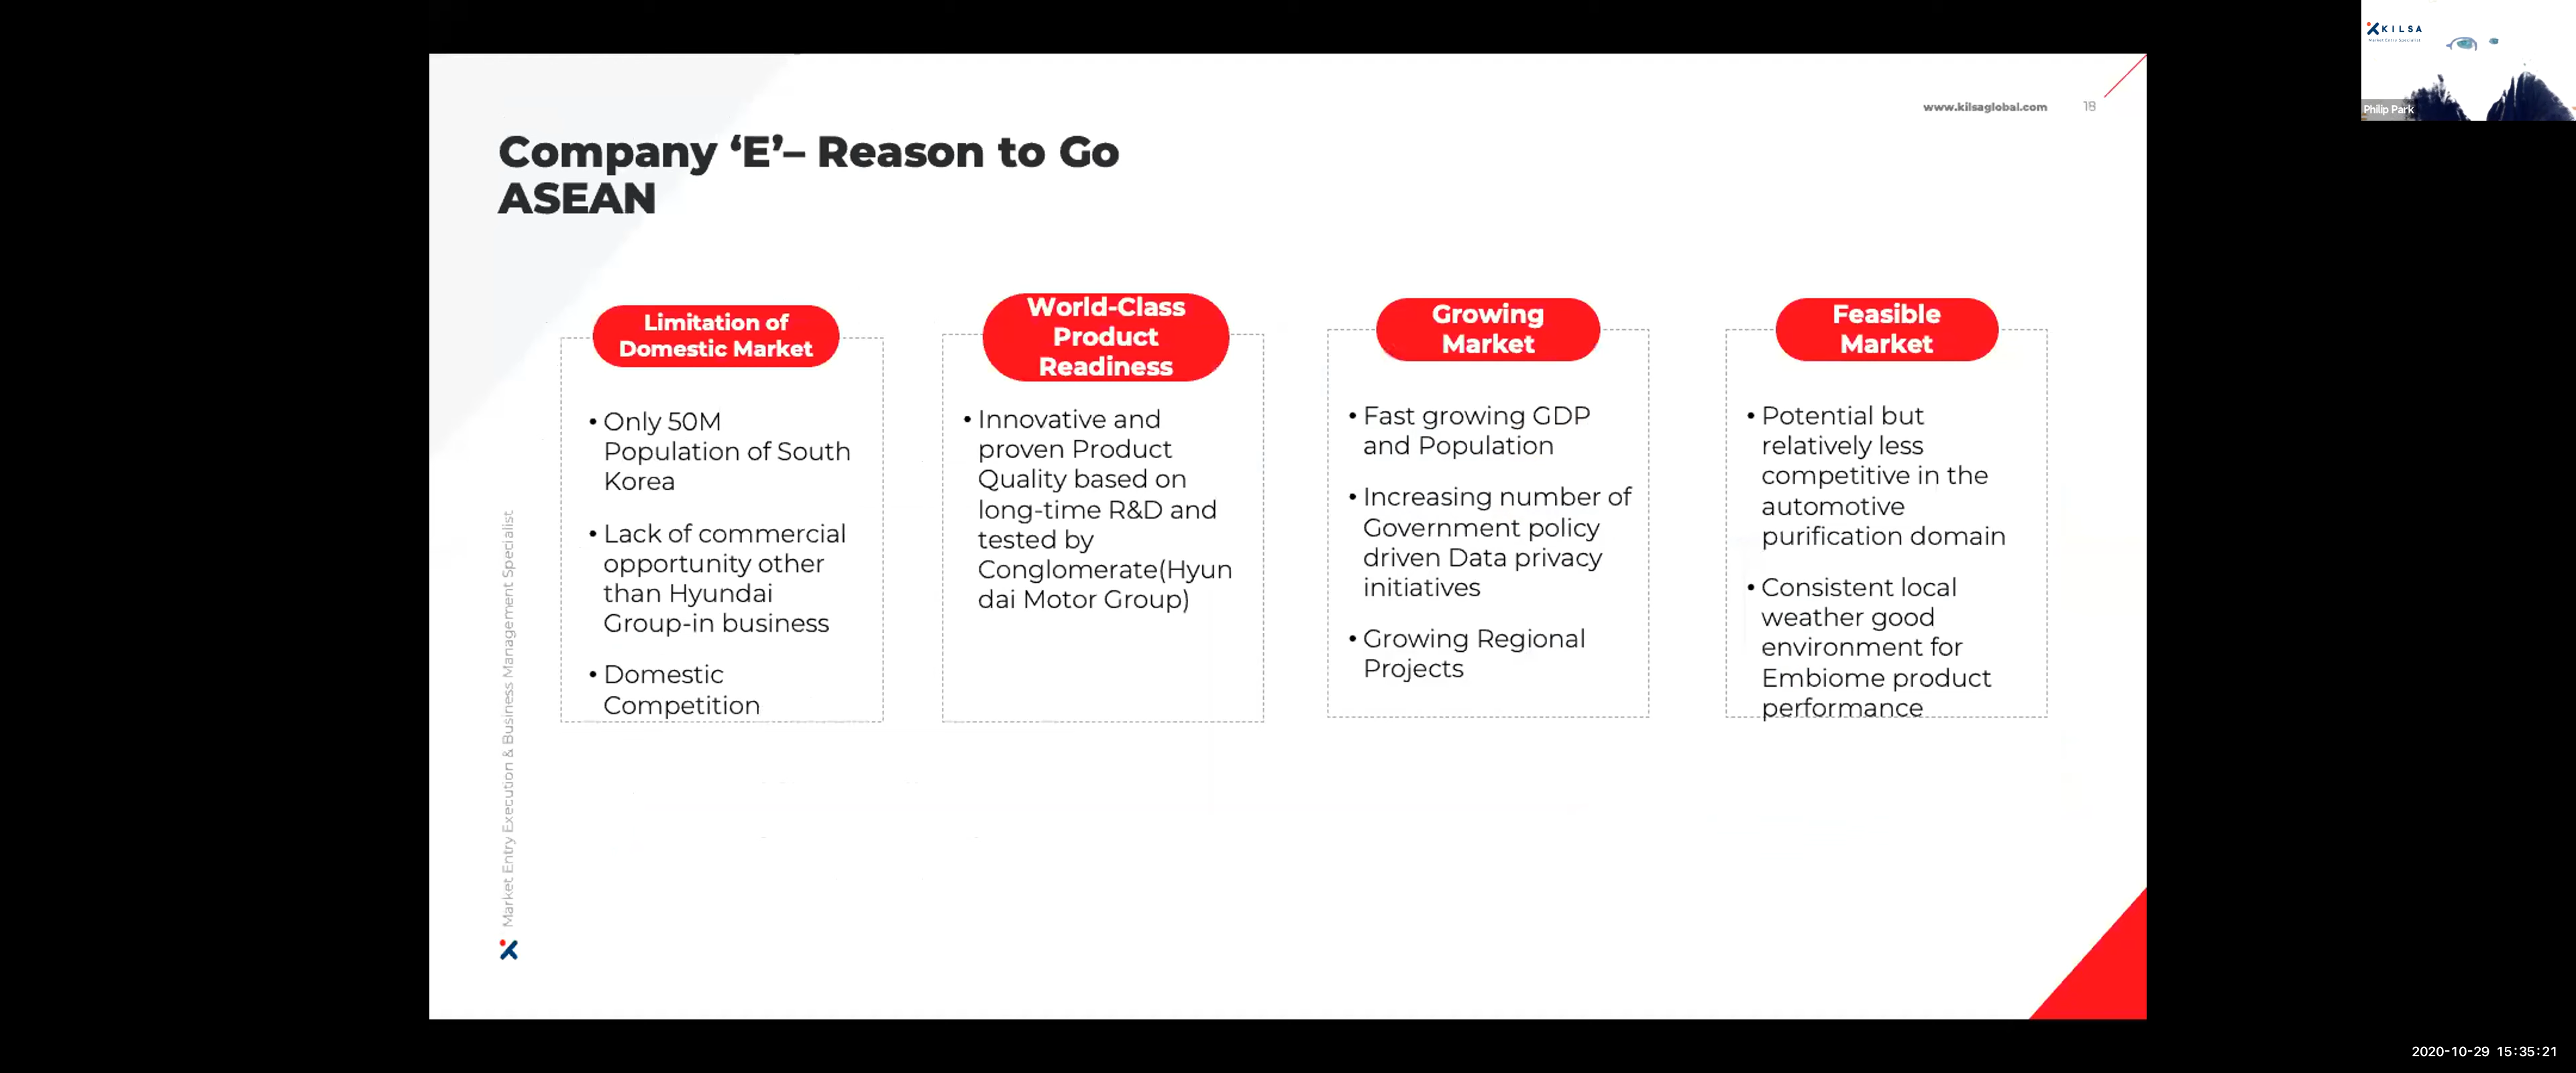 KILSA
Market Entry Specialist
Philip Park
www.kilsaglobal.com
18
Company ‘E’– Reason to Go
ASEAN
Limitation of
Domestic Market
• Only 50M
Population of South
Korea
• Lack of commercial
opportunity other
than Hyundai
Group-in business
• Domestic
Competition
World-Class
Product
Readiness
• Innovative and
proven Product
Quality based on
long-time R&D and
tested by
Conglomerate(Hyun
dai Motor Group)
Growing
Market
• Fast growing GDP
and Population
• Increasing number of
Government policy
driven Data privacy
initiatives
• Growing Regional
Projects
Feasible
Market
• Potential but
relatively less
competitive in the
automotive
purification domain
• Consistent local
weather good
environment for
Embiome product
performance
Market Entry Execution & Business Management Specialist
2020-10-29 15:35:21